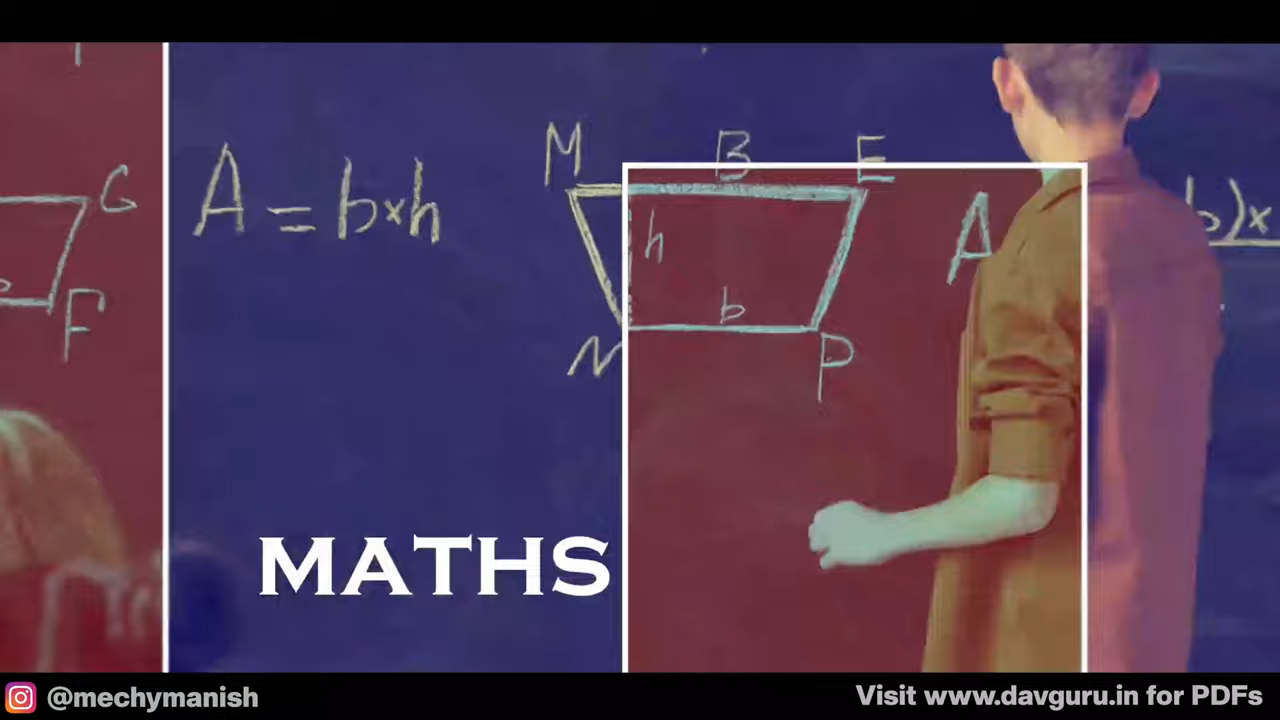 G
F
A = b×h
M B E
h
b
N P
A
b)×
MATHS
@mechymanish
Visit www.davguru.in for PDFs